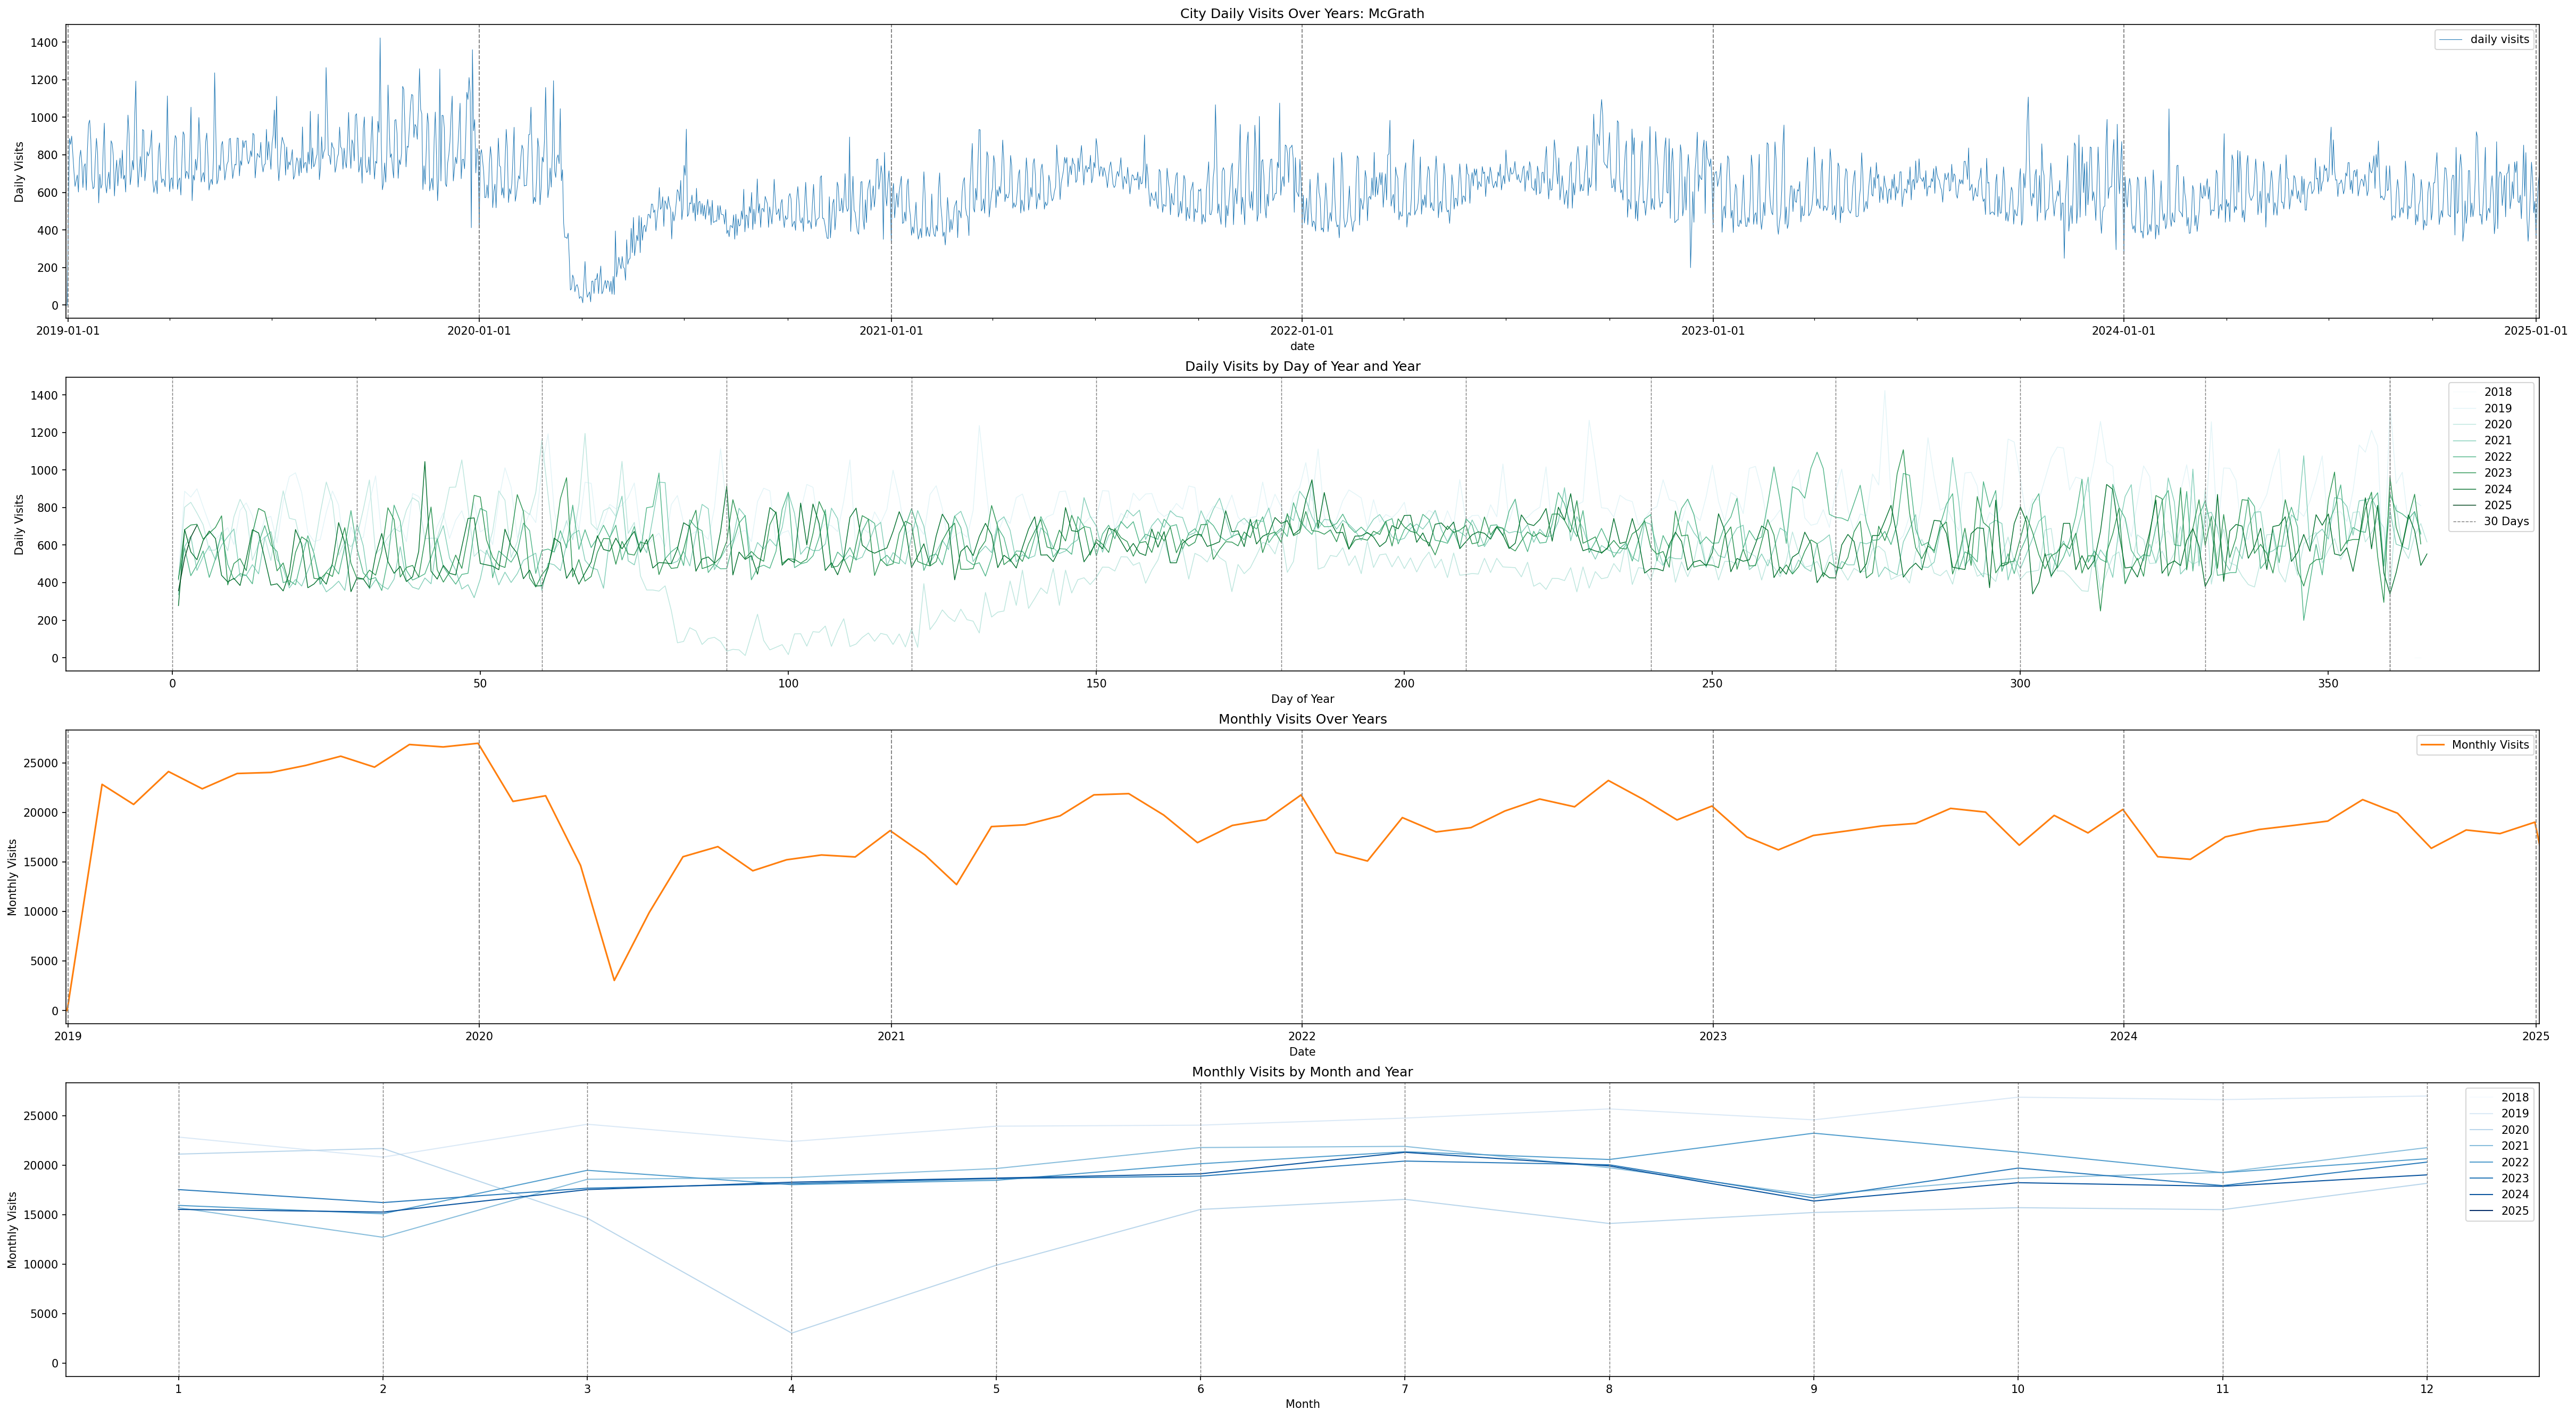 City Daily Visits Over Years: McGrath
Daily Visits
1400
1200
1000
800
600
400
200
0
daily visits
2019-01-01 2020-01-01 2021-01-01 2022-01-01 2023-01-01 2024-01-01 2025-01-01
date
Daily Visits by Day of Year and Year
Daily Visits
1400
1200
1000
800
600
400
200
0
2018
2019
2020
2021
2022
2023
2024
2025
30 Days
0 50 100 150 200 250 300 350
Day of Year
Monthly Visits Over Years
Monthly Visits
25000
20000
15000
10000
5000
0
Monthly Visits
2019 2020 2021 2022 2023 2024 2025
Date
Monthly Visits by Month and Year
Monthly Visits
25000
20000
15000
10000
5000
0
2018
2019
2020
2021
2022
2023
2024
2025
1 2 3 4 5 6 7 8 9 10 11 12
Month